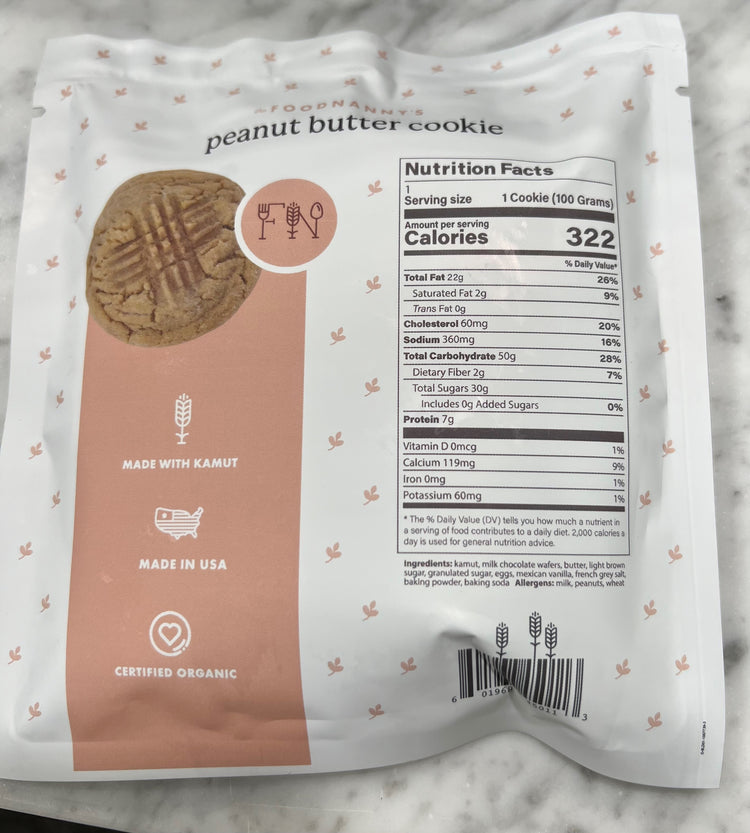 the FOODNANNY'S
peanut butter cookie
FN
MADE WITH KAMUT
MADE IN USA
CERTIFIED ORGANIC
Nutrition Facts
1
Serving size 1 Cookie (100 Grams)
Amount per serving
Calories 322
% Daily Value*
Total Fat 22g 26%
Saturated Fat 2g 9%
Trans Fat 0g
Cholesterol 60mg 20%
Sodium 360mg 16%
Total Carbohydrate 50g 28%
Dietary Fiber 2g 7%
Total Sugars 30g
Includes 0g Added Sugars 0%
Protein 7g
Vitamin D 0mcg 1%
Calcium 119mg 9%
Iron 0mg 1%
Potassium 60mg 1%
* The % Daily Value (DV) tells you how much a nutrient in
a serving of food contributes to a daily diet. 2,000 calories a
day is used for general nutrition advice.
Ingredients: kamut, milk chocolate wafers, butter, light brown
sugar, granulated sugar, eggs, mexican vanilla, french grey salt,
baking powder, baking soda Allergens: milk, peanuts, wheat
6 3